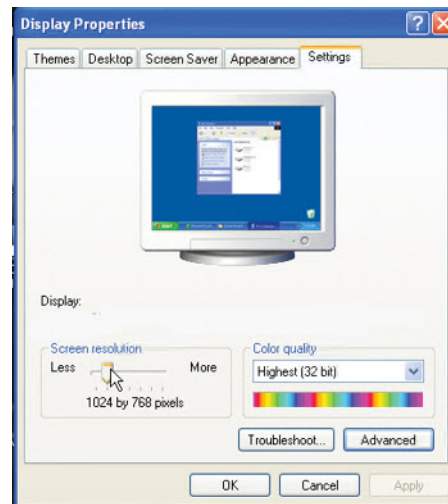 Display Properties
Themes Desktop Screen Saver Appearance Settings
Display:
Screen resolution
Less More
1024 by 768 pixels
Color quality
Highest (32 bit)
Troubleshoot... Advanced
OK Cancel Apply